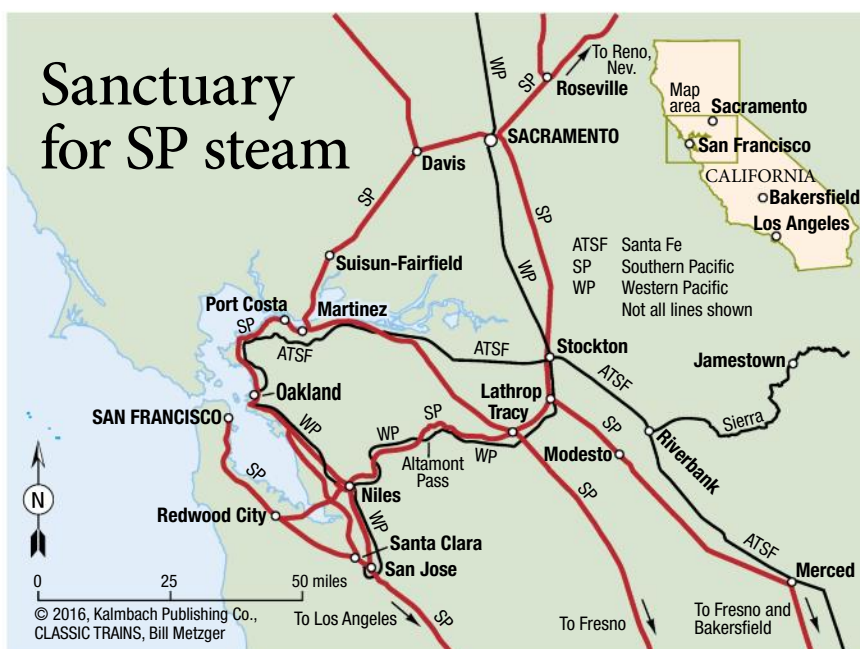 Sanctuary
for SP steam
WP
SP
To Reno,
Nev.
Roseville
Map
area
Sacramento
San Francisco
CALIFORNIA
Bakersfield
Los Angeles
SACRAMENTO
Davis
SP
SP
WP
ATSF Santa Fe
SP Southern Pacific
WP Western Pacific
Not all lines shown
Suisun-Fairfield
Port Costa
Martinez
SP
ATSF
ATSF
Stockton
ATSF
Jamestown
Sierra
Oakland
SAN FRANCISCO
WP
Lathrop
Tracy
SP
WP
WP
Altamont
Pass
SP
Modesto
Riverbank
SP
N
Niles
SP
WP
Redwood City
Santa Clara
San Jose
ATSF
Merced
0 25 50 miles
© 2016, Kalmbach Publishing Co.,
CLASSIC TRAINS, Bill Metzger
To Los Angeles
SP
To Fresno
To Fresno and
Bakersfield